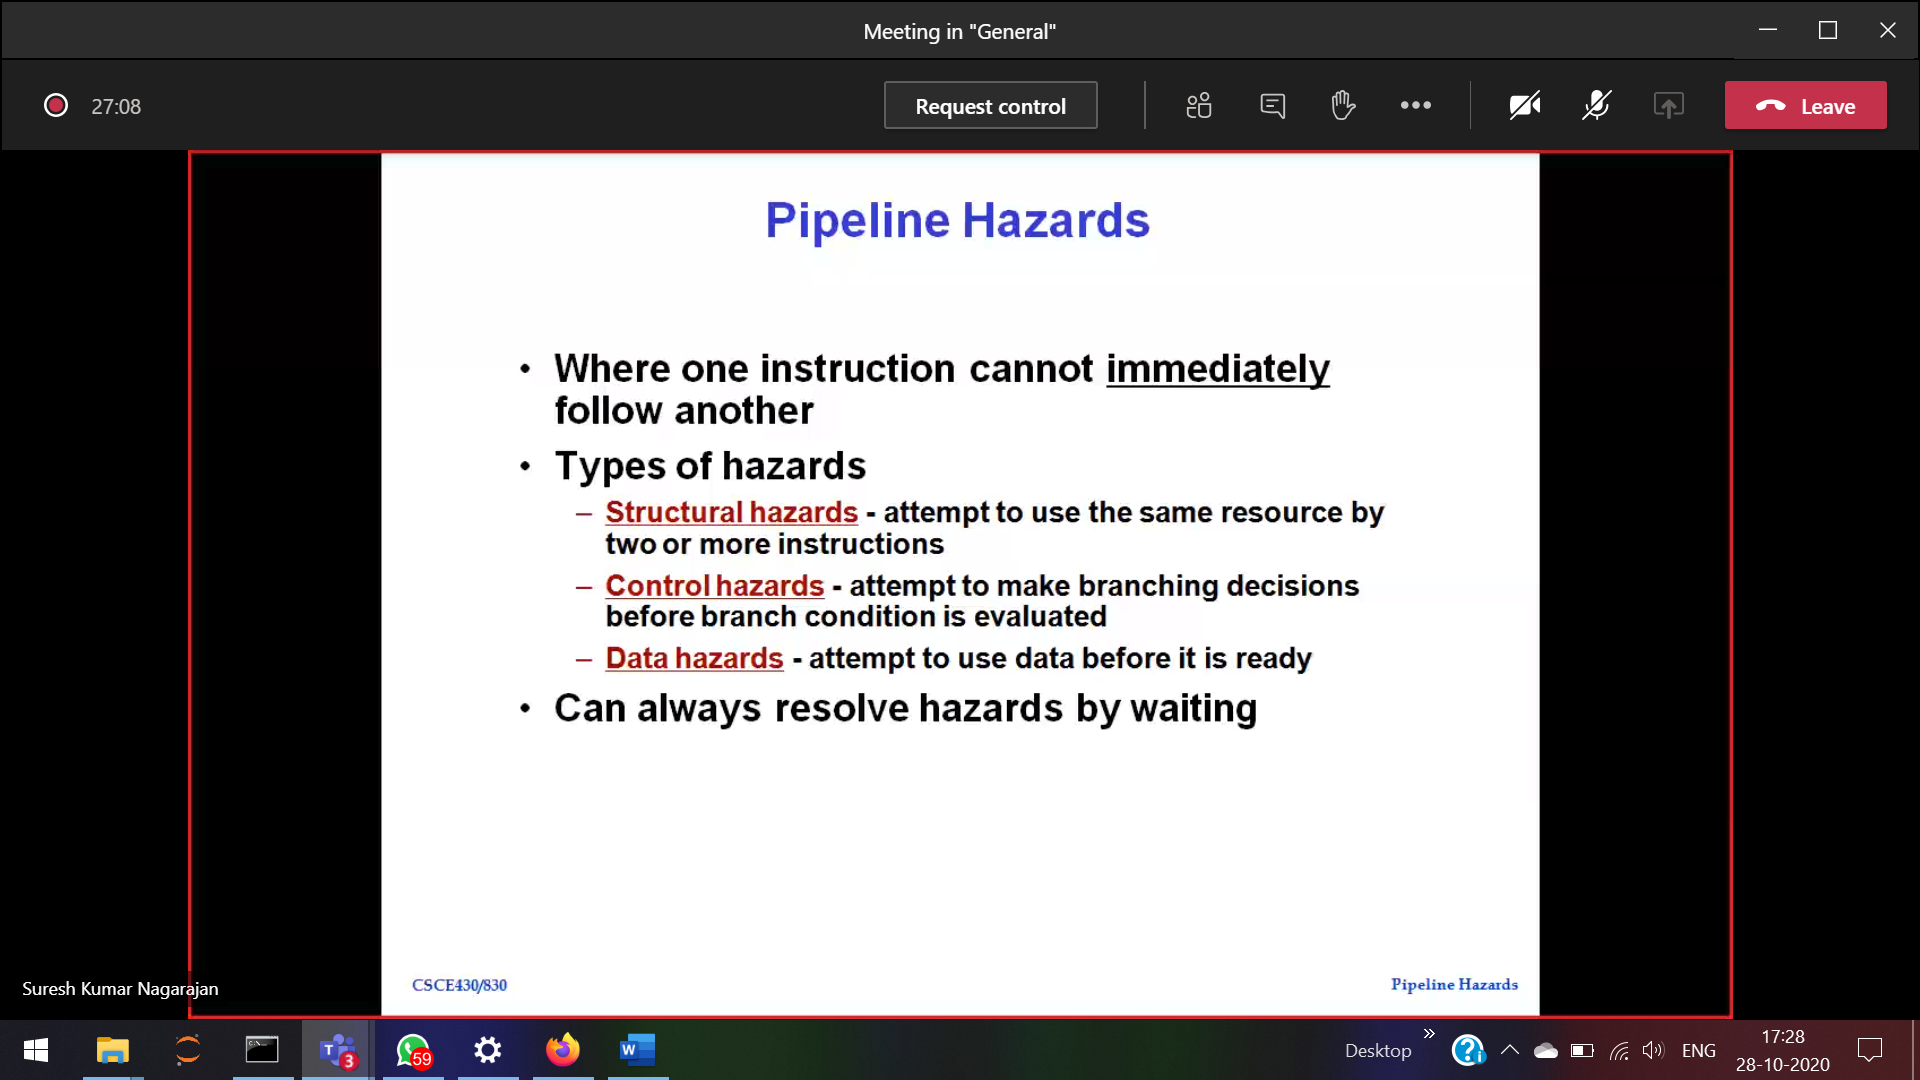 Meeting in "General"
27:08
Request control
Leave
Pipeline Hazards
• Where one instruction cannot immediately
follow another
• Types of hazards
– Structural hazards - attempt to use the same resource by
two or more instructions
– Control hazards - attempt to make branching decisions
before branch condition is evaluated
– Data hazards - attempt to use data before it is ready
• Can always resolve hazards by waiting
CSCE430/830
Pipeline Hazards
Suresh Kumar Nagarajan
T
3
59
W
Desktop
ENG
17:28
28-10-2020